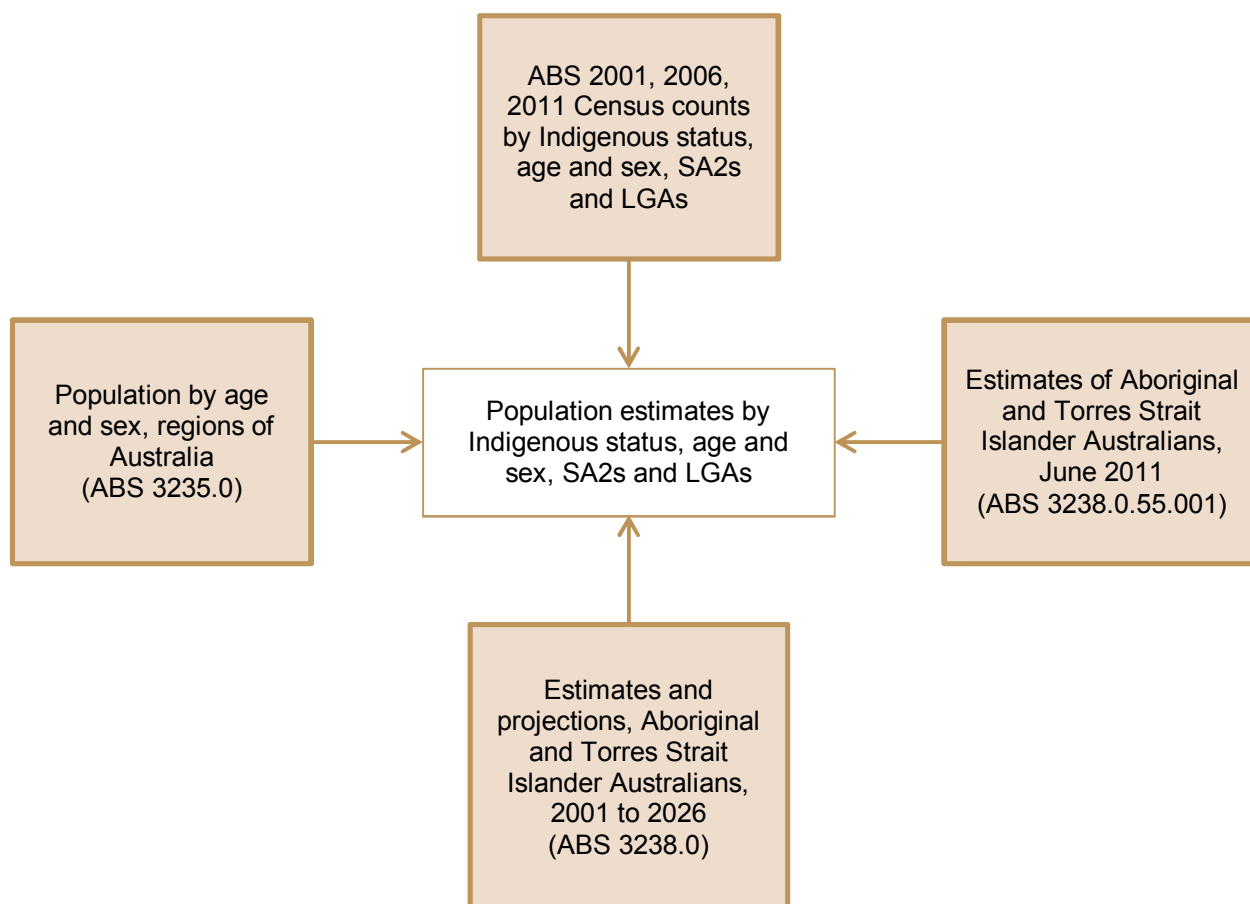 ABS 2001, 2006,
2011 Census counts
by Indigenous status,
age and sex, SA2s
and LGAs
Population by age
and sex, regions of
Australia
(ABS 3235.0)
Population estimates by
Indigenous status, age and
sex, SA2s and LGAs
Estimates of Aboriginal
and Torres Strait
Islander Australians,
June 2011
(ABS 3238.0.55.001)
Estimates and
projections, Aboriginal
and Torres Strait
Islander Australians,
2001 to 2026
(ABS 3238.0)